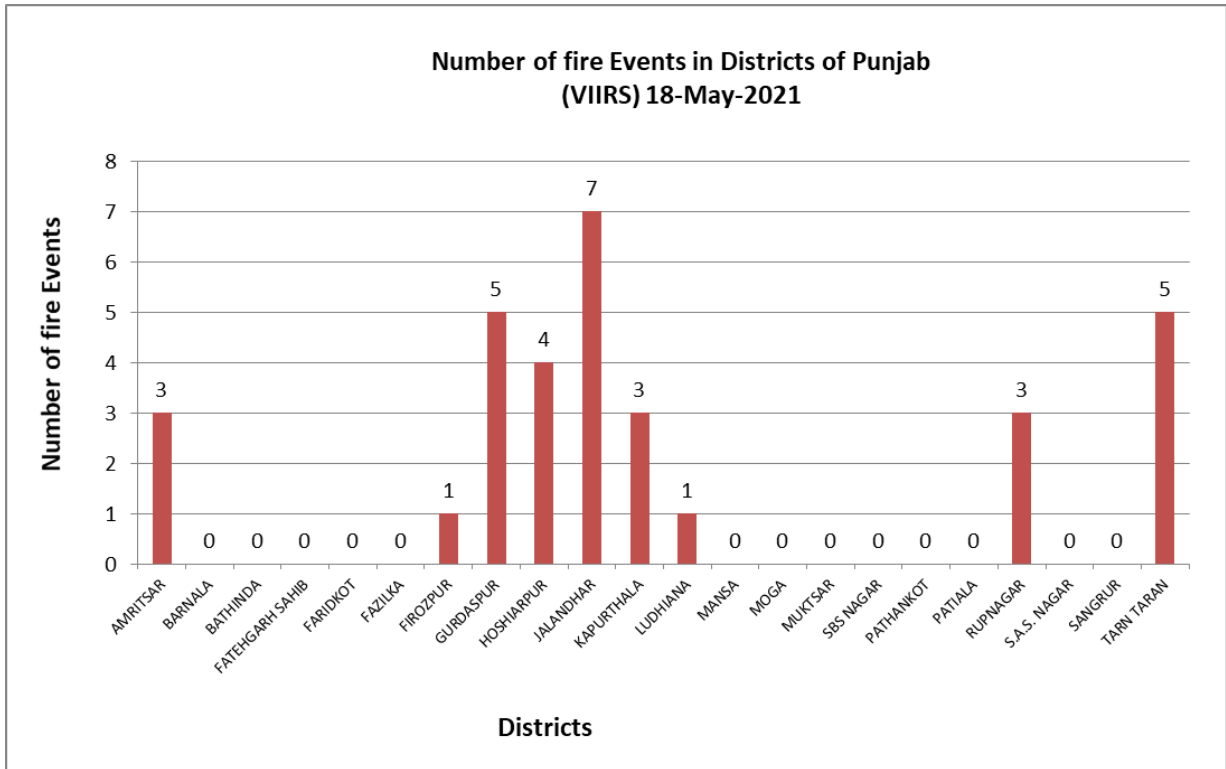 Number of fire Events in Districts of Punjab
(VIIRS) 18-May-2021
Number of fire Events
8
7
6
5
4
3
2
1
0
3
0
0
0
0
0
1
5
4
7
3
1
0
0
0
0
0
0
3
0
0
5
AMRITSAR
BARNALA
BATHINDA
FATEHGARH SAHIB
FARIDKOT
FAZILKA
FIROZPUR
GURDASPUR
HOSHIARPUR
JALANDHAR
KAPURTHALA
LUDHIANA
MANSA
MOGA
MUKTSAR
SBS NAGAR
PATHANKOT
PATIALA
RUPNAGAR
S.A.S. NAGAR
SANGRUR
TARN TARAN
Districts